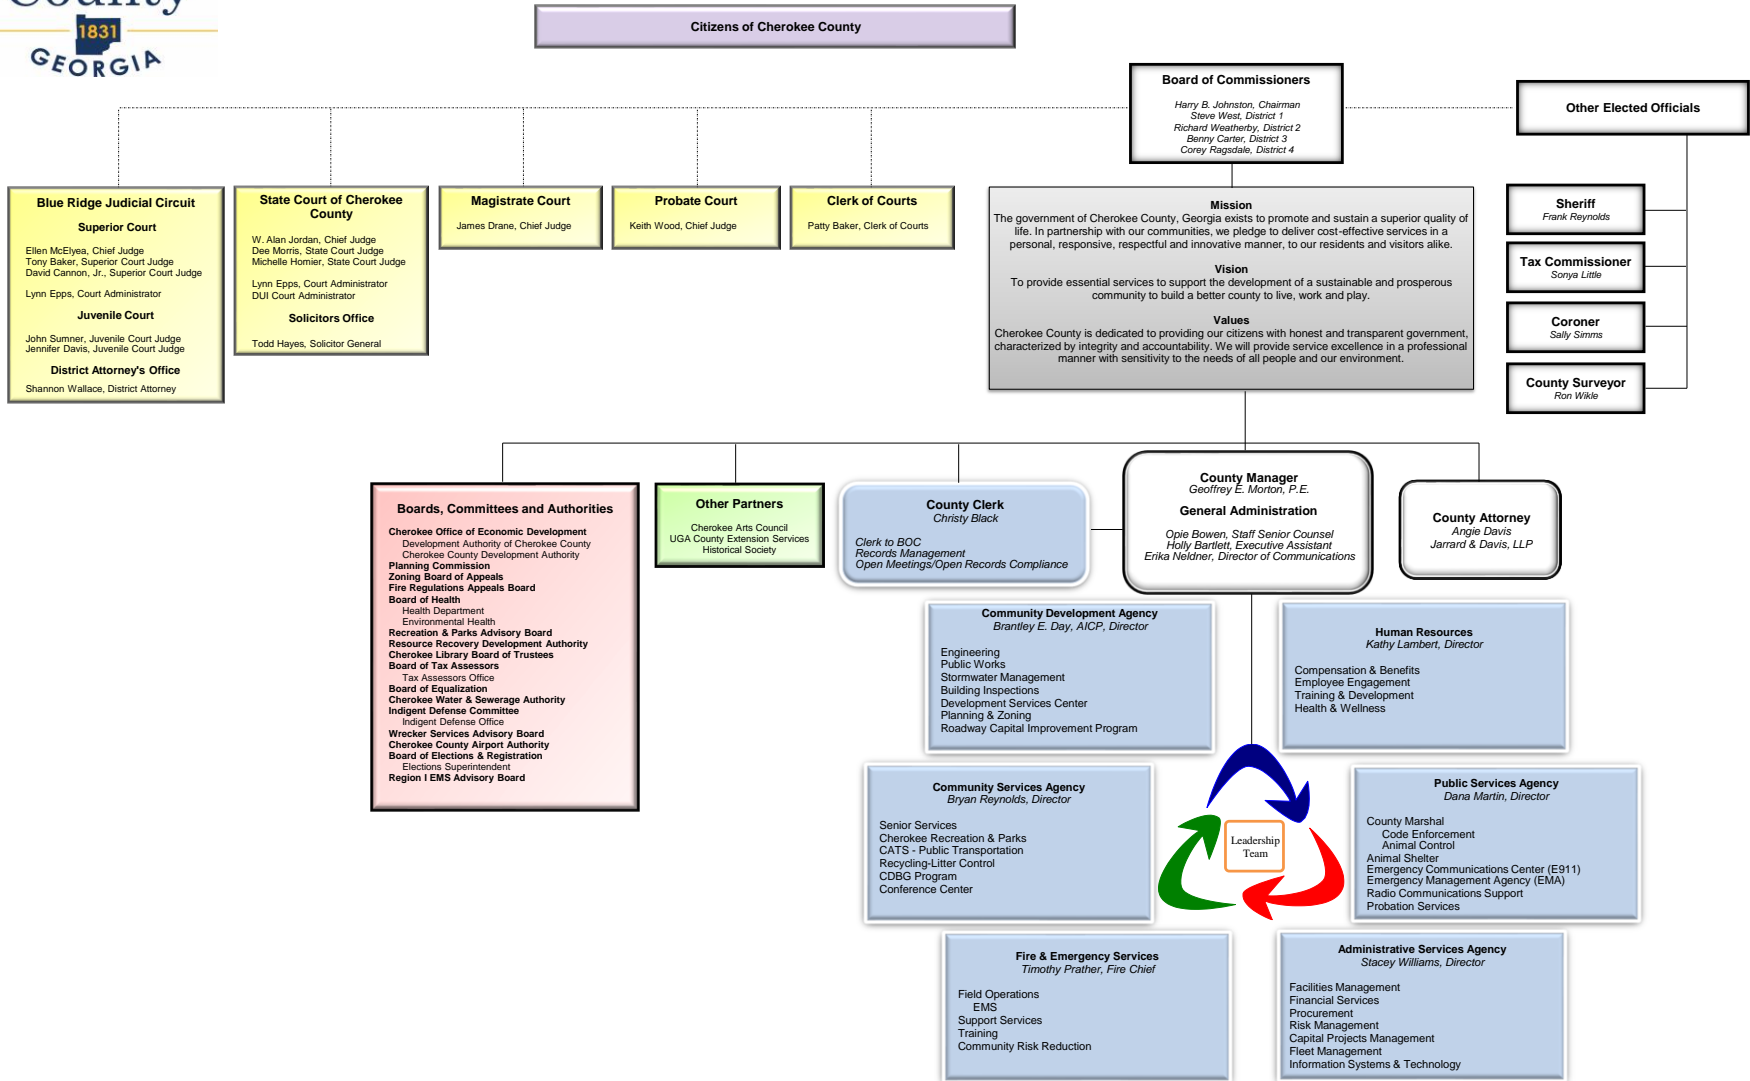 County
1831
GEORGIA
Citizens of Cherokee County
Board of Commissioners
Harry B. Johnston, Chairman
Steve West, District 1
Richard Weatherby, District 2
Benny Carter, District 3
Corey Ragsdale, District 4
Other Elected Officials
Blue Ridge Judicial Circuit
Superior Court
Ellen McElyea, Chief Judge
Tony Baker, Superior Court Judge
David Cannon, Jr., Superior Court Judge
Lynn Epps, Court Administrator
Juvenile Court
John Sumner, Juvenile Court Judge
Jennifer Davis, Juvenile Court Judge
District Attorney's Office
Shannon Wallace, District Attorney
State Court of Cherokee
County
W. Alan Jordan, Chief Judge
Dee Morris, State Court Judge
Michelle Homier, State Court Judge
Lynn Epps, Court Administrator
DUI Court Administrator
Solicitors Office
Todd Hayes, Solicitor General
Magistrate Court
James Drane, Chief Judge
Probate Court
Keith Wood, Chief Judge
Clerk of Courts
Patty Baker, Clerk of Courts
Mission
The government of Cherokee County, Georgia exists to promote and sustain a superior quality of
life. In partnership with our communities, we pledge to deliver cost-effective services in a
personal, responsive, respectful and innovative manner, to our residents and visitors alike.
Vision
To provide essential services to support the development of a sustainable and prosperous
community to build a better county to live, work and play.
Values
Cherokee County is dedicated to providing our citizens with honest and transparent government,
characterized by integrity and accountability. We will provide service excellence in a professional
manner with sensitivity to the needs of all people and our environment.
Sheriff
Frank Reynolds
Tax Commissioner
Sonya Little
Coroner
Sally Simms
County Surveyor
Ron Wikle
Boards, Committees and Authorities
Cherokee Office of Economic Development
Development Authority of Cherokee County
Cherokee County Development Authority
Planning Commission
Zoning Board of Appeals
Fire Regulations Appeals Board
Board of Health
Health Department
Environmental Health
Recreation & Parks Advisory Board
Resource Recovery Development Authority
Cherokee Library Board of Trustees
Board of Tax Assessors
Tax Assessors Office
Board of Equalization
Cherokee Water & Sewerage Authority
Indigent Defense Committee
Indigent Defense Office
Wrecker Services Advisory Board
Cherokee County Airport Authority
Board of Elections & Registration
Elections Superintendent
Region I EMS Advisory Board
Other Partners
Cherokee Arts Council
UGA County Extension Services
Historical Society
County Clerk
Christy Black
Clerk to BOC
Records Management
Open Meetings/Open Records Compliance
County Manager
Geoffrey E. Morton, P.E.
General Administration
Opie Bowen, Staff Senior Counsel
Holly Bartlett, Executive Assistant
Erika Neldner, Director of Communications
County Attorney
Angie Davis
Jarrard & Davis, LLP
Community Development Agency
Brantley E. Day, AICP, Director
Engineering
Public Works
Stormwater Management
Building Inspections
Development Services Center
Planning & Zoning
Roadway Capital Improvement Program
Human Resources
Kathy Lambert, Director
Compensation & Benefits
Employee Engagement
Training & Development
Health & Wellness
Community Services Agency
Bryan Reynolds, Director
Senior Services
Cherokee Recreation & Parks
CATS - Public Transportation
Recycling-Litter Control
CDBG Program
Conference Center
Leadership
Team
Public Services Agency
Dana Martin, Director
County Marshal
Code Enforcement
Animal Control
Animal Shelter
Emergency Communications Center (E911)
Emergency Management Agency (EMA)
Radio Communications Support
Probation Services
Fire & Emergency Services
Timothy Prather, Fire Chief
Field Operations
EMS
Support Services
Training
Community Risk Reduction
Administrative Services Agency
Stacey Williams, Director
Facilities Management
Financial Services
Procurement
Risk Management
Capital Projects Management
Fleet Management
Information Systems & Technology